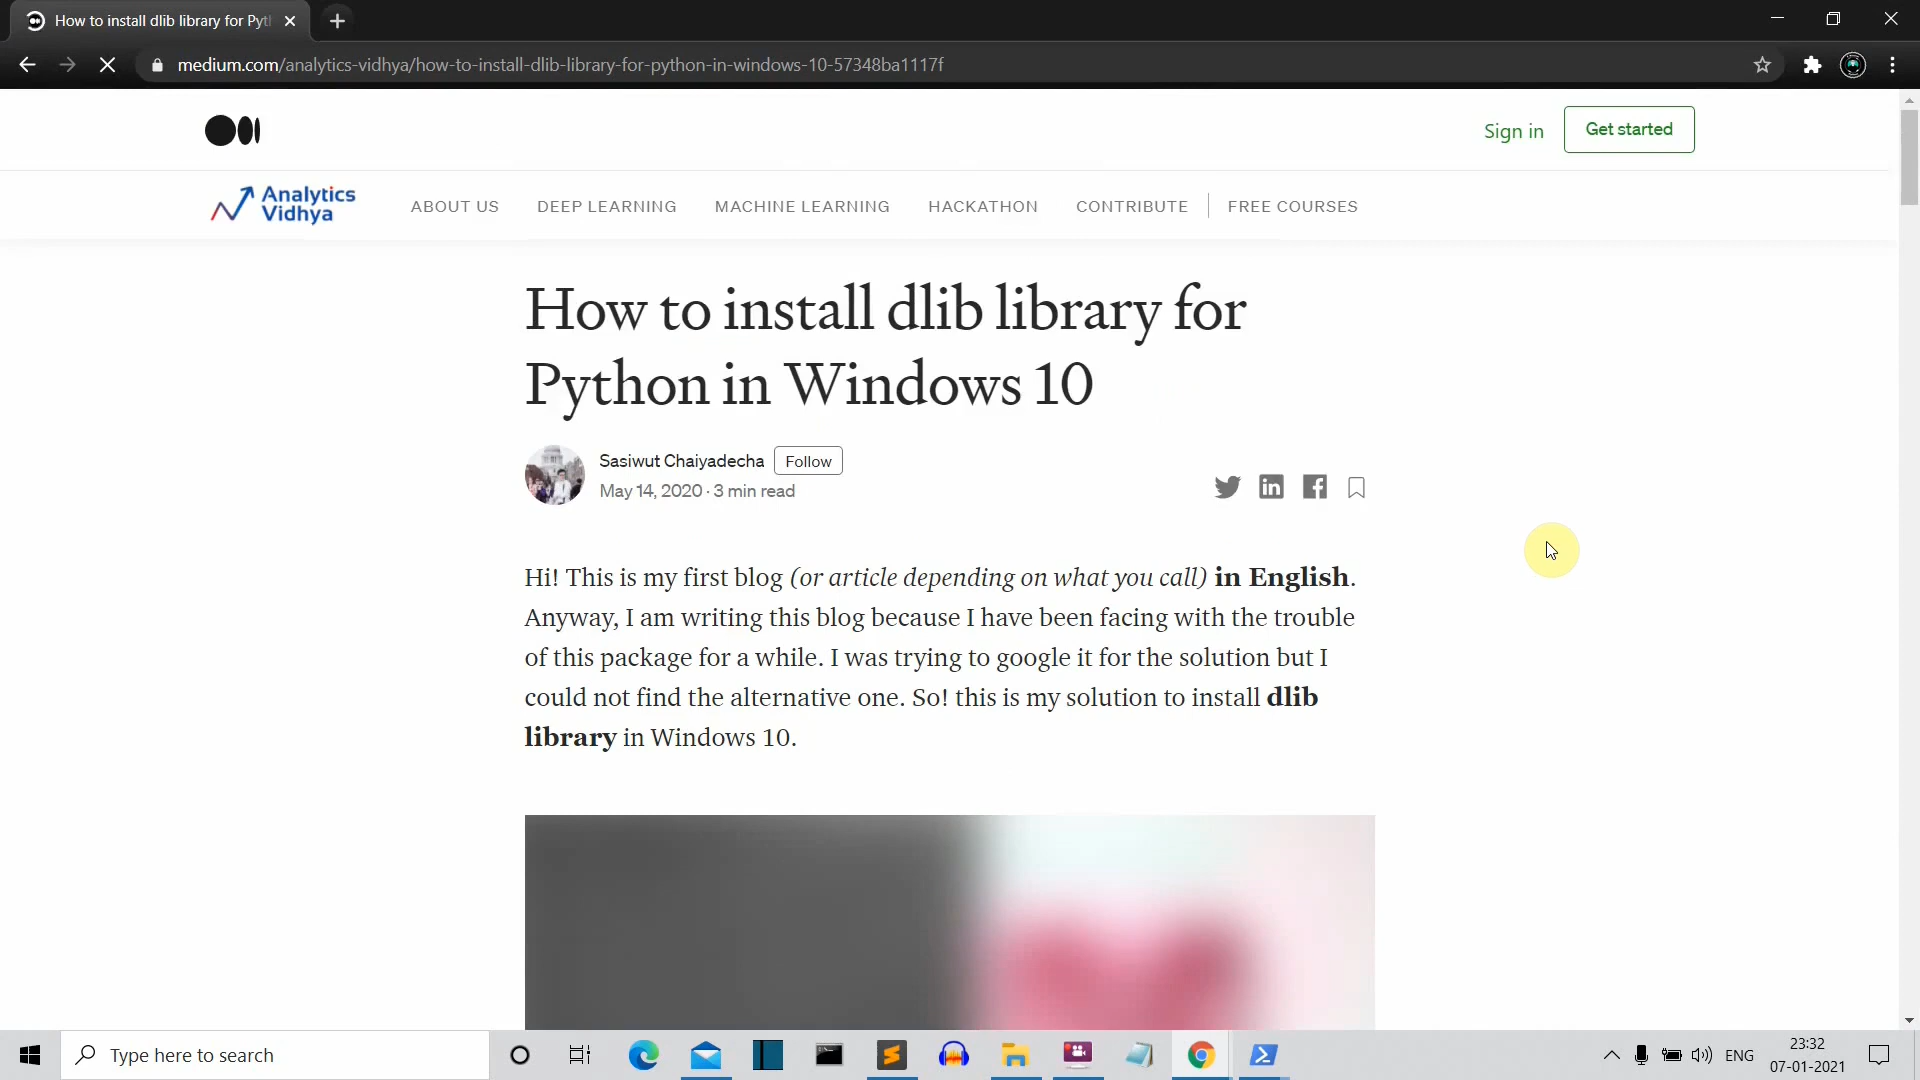 How to install dlib library for Pyt
medium.com/analytics-vidhya/how-to-install-dlib-library-for-python-in-windows-10-57348ba1117f
Sign in
Get started
Analytics
Vidhya
ABOUT US
DEEP LEARNING
MACHINE LEARNING
HACKATHON
CONTRIBUTE
FREE COURSES
How to install dlib library for
Python in Windows 10
Sasiwut Chaiyadecha
Follow
May 14, 2020 · 3 min read
Hi! This is my first blog (or article depending on what you call) in English.
Anyway, I am writing this blog because I have been facing with the trouble
of this package for a while. I was trying to google it for the solution but I
could not find the alternative one. So! this is my solution to install dlib
library in Windows 10.
Type here to search
ENG
23:32
07-01-2021